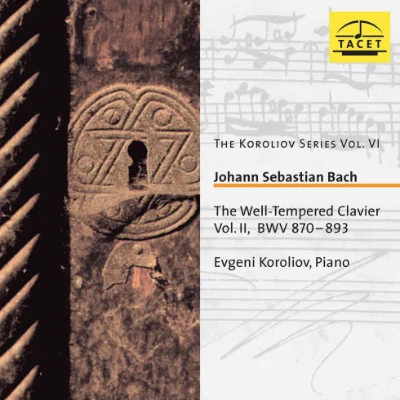 TACET
The Koroliov Series Vol. VI
Johann Sebastian Bach
The Well-Tempered Clavier
Vol. II, BWV 870–893
Evgeni Koroliov, Piano